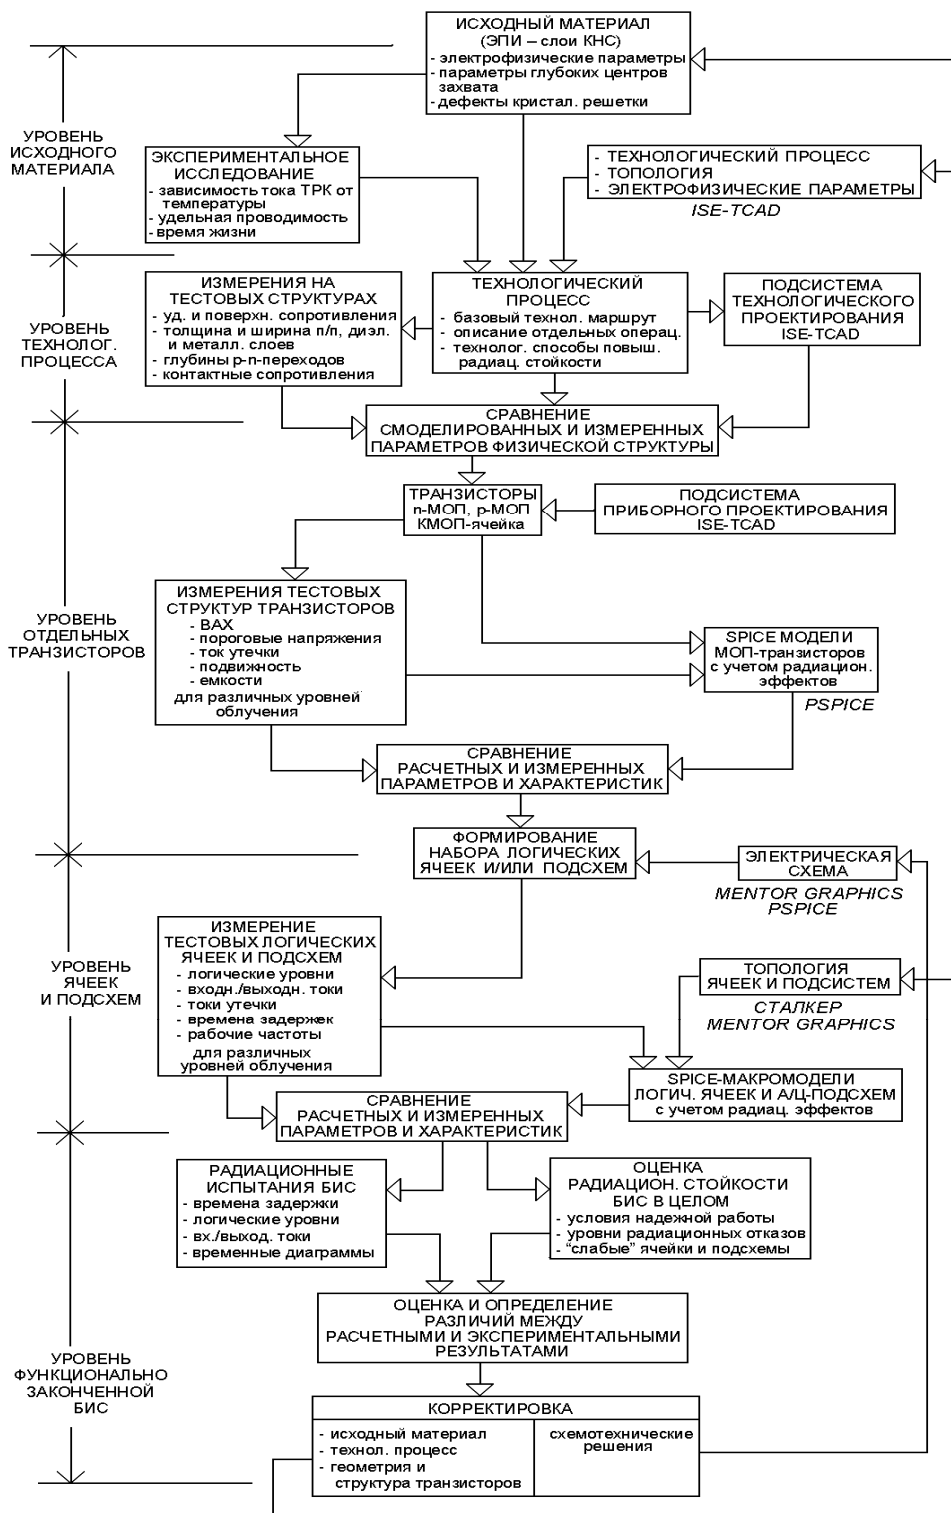 ИСХОДНЫЙ МАТЕРИАЛ
(ЭПИ – слои КНС)
- электрофизические параметры
- параметры глубоких центров
захвата
- дефекты кристал. решетки
УРОВЕНЬ
ИСХОДНОГО
МАТЕРИАЛА
ЭКСПЕРИМЕНТАЛЬНОЕ
ИССЛЕДОВАНИЕ
- зависимость тока ТРК от
температуры
- удельная проводимость
- время жизни
- ТЕХНОЛОГИЧЕСКИЙ ПРОЦЕСС
- ТОПОЛОГИЯ
- ЭЛЕКТРОФИЗИЧЕСКИЕ ПАРАМЕТРЫ
ISE-TCAD
УРОВЕНЬ
ТЕХНОЛОГ.
ПРОЦЕССА
ИЗМЕРЕНИЯ НА
ТЕСТОВЫХ СТРУКТУРАХ
- уд. и поверхн. сопротивления
- толщина и ширина п/п, диэл.
и металл. слоев
- глубины p-n-переходов
- контактные сопротивления
ТЕХНОЛОГИЧЕСКИЙ
ПРОЦЕСС
- базовый технол. маршрут
- описание отдельных операц.
- технолог. способы повыш.
радиац. стойкости
ПОДСИСТЕМА
ТЕХНОЛОГИЧЕСКОГО
ПРОЕКТИРОВАНИЯ
ISE-TCAD
СРАВНЕНИЕ
СМОДЕЛИРОВАННЫХ И ИЗМЕРЕННЫХ
ПАРАМЕТРОВ ФИЗИЧЕСКОЙ СТРУКТУРЫ
ТРАНЗИСТОРЫ
n-МОП, p-МОП
КМОП-ячейка
ПОДСИСТЕМА
ПРИБОРНОГО ПРОЕКТИРОВАНИЯ
ISE-TCAD
УРОВЕНЬ
ОТДЕЛЬНЫХ
ТРАНЗИСТОРОВ
ИЗМЕРЕНИЯ ТЕСТОВЫХ
СТРУКТУР ТРАНЗИСТОРОВ
- ВАХ
- пороговые напряжения
- ток утечки
- подвижность
- емкости
для различных уровней
облучения
SPICE МОДЕЛИ
МОП-транзисторов
с учетом радиацион.
эффектов
PSPICE
СРАВНЕНИЕ
РАСЧЕТНЫХ И ИЗМЕРЕННЫХ
ПАРАМЕТРОВ И ХАРАКТЕРИСТИК
ФОРМИРОВАНИЕ
НАБОРА ЛОГИЧЕСКИХ
ЯЧЕЕК И/ИЛИ ПОДСХЕМ
ЭЛЕКТРИЧЕСКАЯ
СХЕМА
MENTOR GRAPHICS
PSPICE
УРОВЕНЬ
ЯЧЕЕК
И ПОДСХЕМ
ИЗМЕРЕНИЕ
ТЕСТОВЫХ ЛОГИЧЕСКИХ
ЯЧЕЕК И ПОДСХЕМ
- логические уровни
- входн./выходн. токи
- токи утечки
- времена задержек
- рабочие частоты
для различных
уровней облучения
ТОПОЛОГИЯ
ЯЧЕЕК И ПОДСИСТЕМ
СТАЛКЕР
MENTOR GRAPHICS
SPICE-МАКРОМОДЕЛИ
ЛОГИЧ. ЯЧЕЕК И А/Ц-ПОДСХЕМ
с учетом радиац. эффектов
СРАВНЕНИЕ
РАСЧЕТНЫХ И ИЗМЕРЕННЫХ
ПАРАМЕТРОВ И ХАРАКТЕРИСТИК
РАДИАЦИОННЫЕ
ИСПЫТАНИЯ БИС
- времена задержки
- логические уровни
- вх./выход. токи
- временные диаграммы
ОЦЕНКА
РАДИАЦИОН. СТОЙКОСТИ
БИС В ЦЕЛОМ
- условия надежной работы
- уровни радиационных отказов
- “слабые” ячейки и подсхемы
ОЦЕНКА И ОПРЕДЕЛЕНИЕ
РАЗЛИЧИЙ МЕЖДУ
РАСЧЕТНЫМИ И ЭКСПЕРИМЕНТАЛЬНЫМИ
РЕЗУЛЬТАТАМИ
УРОВЕНЬ
ФУНКЦИОНАЛЬНО
ЗАКОНЧЕННОЙ
БИС
КОРРЕКТИРОВКА
- исходный материал
- технол. процесс
- геометрия и
структура транзисторов
схемотехнические
решения